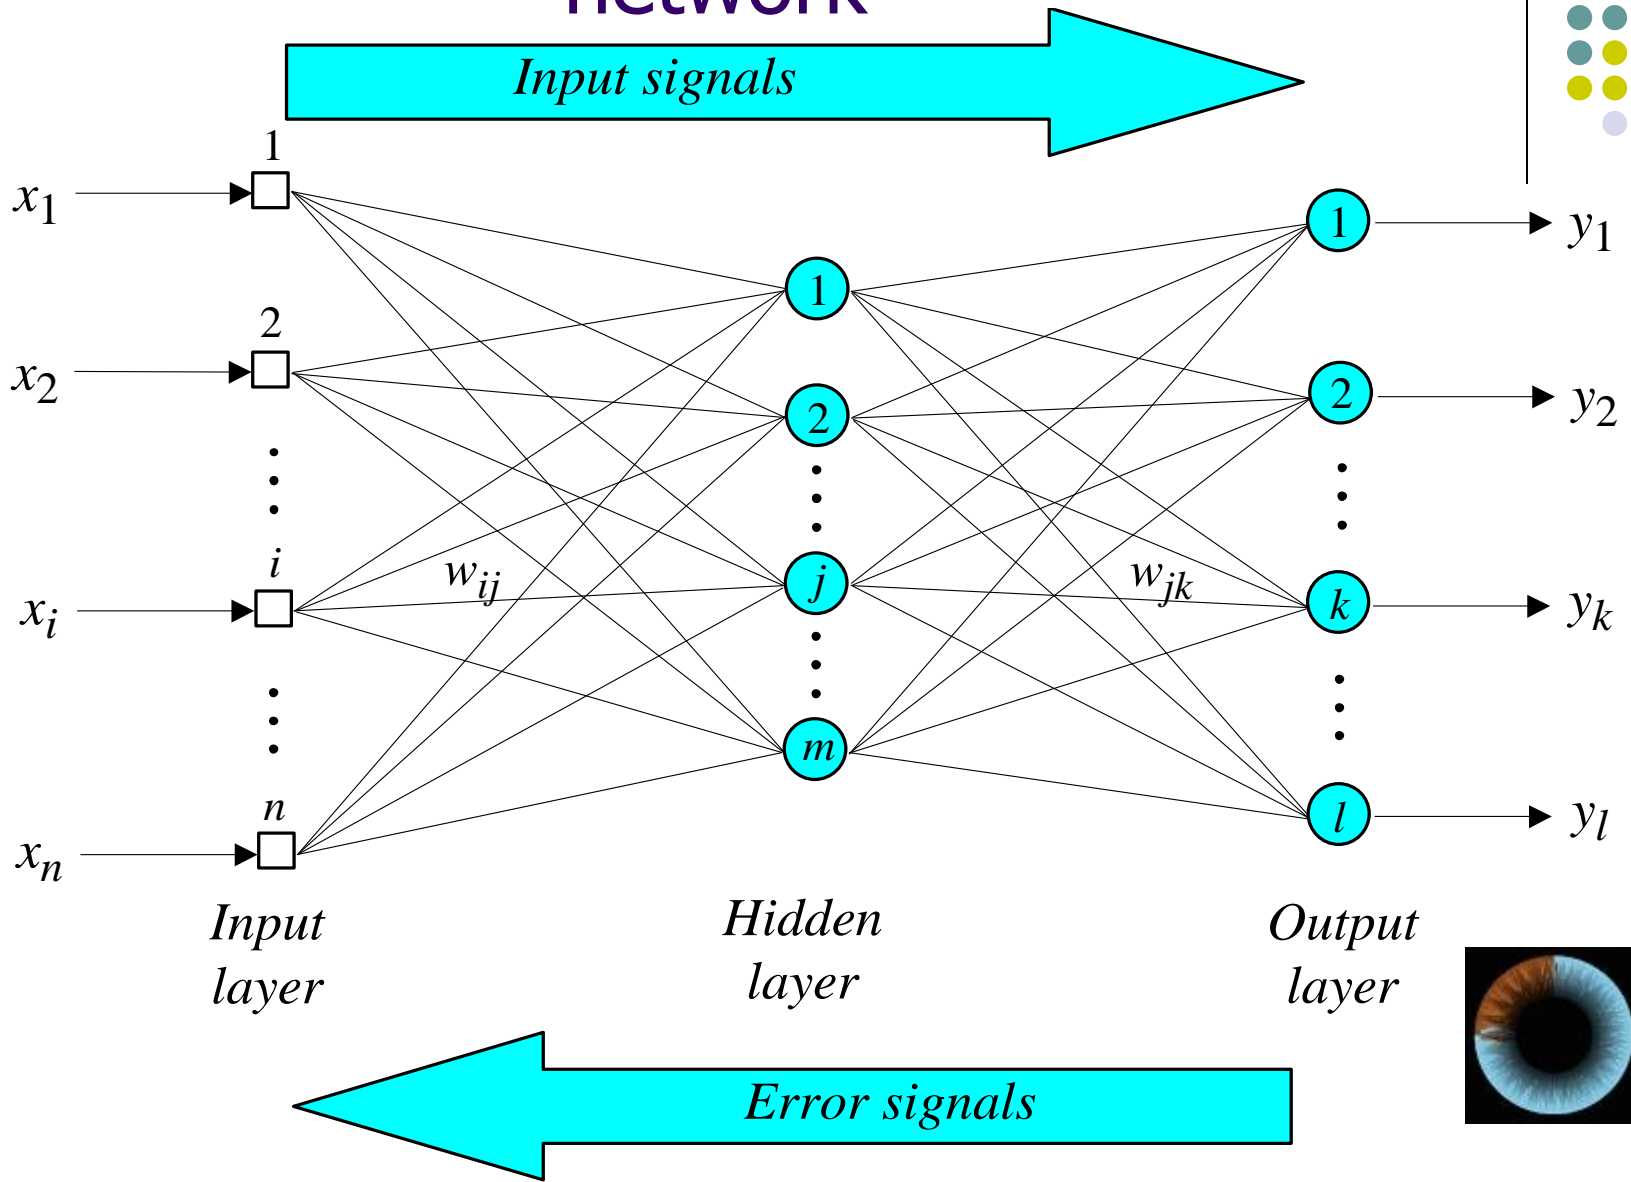 network
Input signals
1
x1
1
y1
1
2
x2
2
2
y2
i
wij
j
wjk
xi
k
yk
m
n
l
yl
xn
Input layer
Hidden layer
Output layer
Error signals